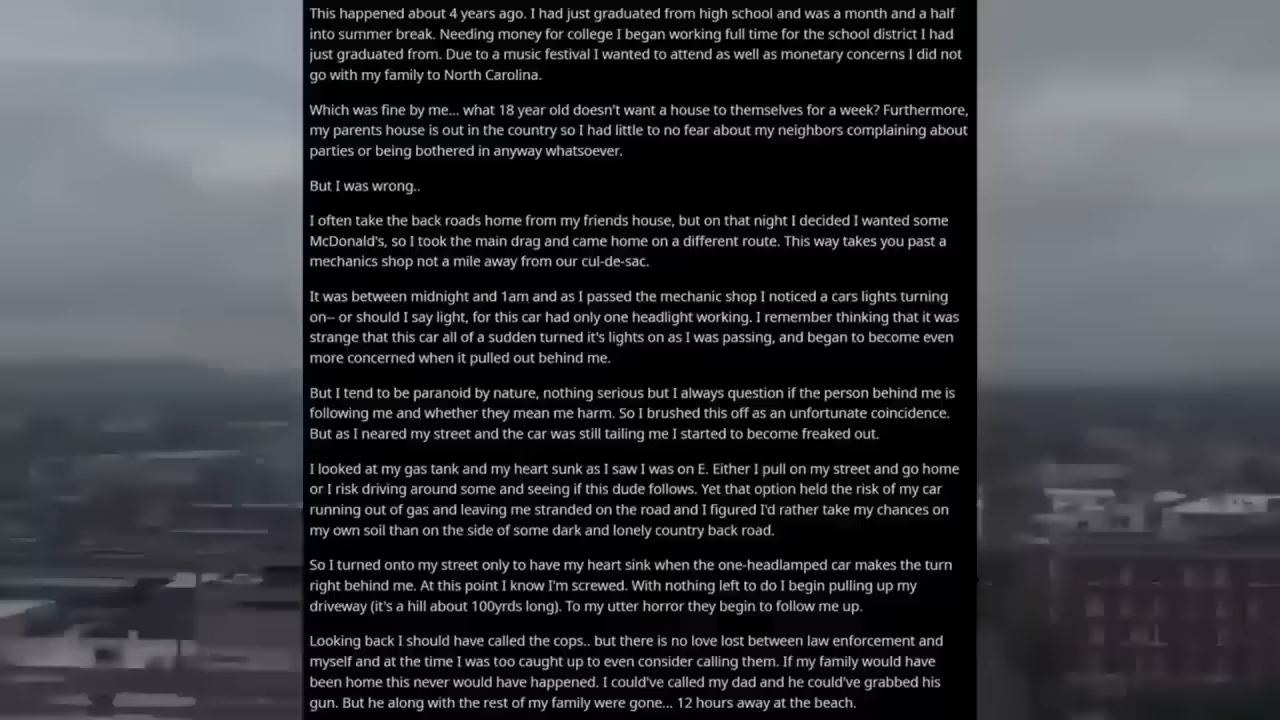 This happened about 4 years ago. I had just graduated from high school and was a month and a half
into summer break. Needing money for college I began working full time for the school district I had
just graduated from. Due to a music festival I wanted to attend as well as monetary concerns I did not
go with my family to North Carolina.
Which was fine by me... what 18 year old doesn't want a house to themselves for a week? Furthermore,
my parents house is out in the country so I had little to no fear about my neighbors complaining about
parties or being bothered in anyway whatsoever.
But I was wrong..
I often take the back roads home from my friends house, but on that night I decided I wanted some
McDonald's, so I took the main drag and came home on a different route. This way takes you past a
mechanics shop not a mile away from our cul-de-sac.
It was between midnight and 1am and as I passed the mechanic shop I noticed a cars lights turning
on-- or should I say light, for this car had only one headlight working. I remember thinking that it was
strange that this car all of a sudden turned it's lights on as I was passing, and began to become even
more concerned when it pulled out behind me.
But I tend to be paranoid by nature, nothing serious but I always question if the person behind me is
following me and whether they mean me harm. So I brushed this off as an unfortunate coincidence.
But as I neared my street and the car was still tailing me I started to become freaked out.
I looked at my gas tank and my heart sunk as I saw I was on E. Either I pull on my street and go home
or I risk driving around some and seeing if this dude follows. Yet that option held the risk of my car
running out of gas and leaving me stranded on the road and I figured I'd rather take my chances on
my own soil than on the side of some dark and lonely country back road.
So I turned onto my street only to have my heart sink when the one-headlamped car makes the turn
right behind me. At this point I know I'm screwed. With nothing left to do I begin pulling up my
driveway (it's a hill about 100yrds long). To my utter horror they begin to follow me up.
Looking back I should have called the cops.. but there is no love lost between law enforcement and
myself and at the time I was too caught up to even consider calling them. If my family would have
been home this never would have happened. I could've called my dad and he could've grabbed his
gun. But he along with the rest of my family were gone... 12 hours away at the beach.